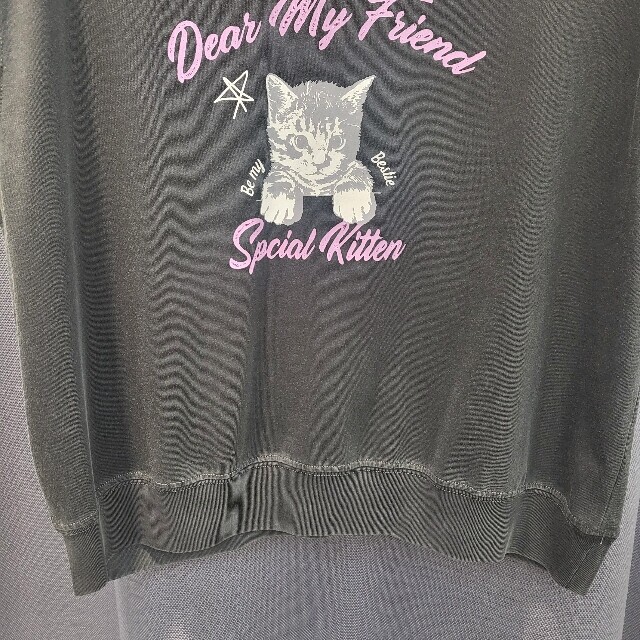 Dear My Friend
Be my
Bestie
Spcial Kitten